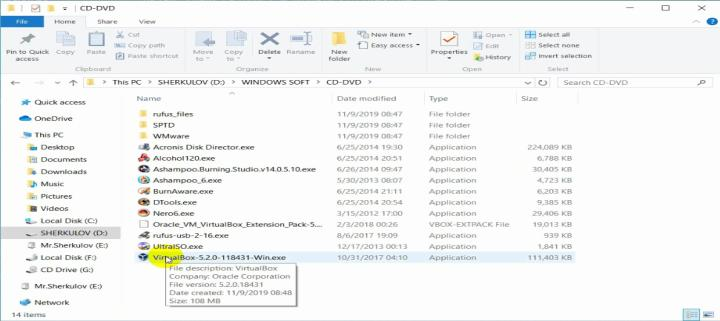 CD-DVD
File Home Share View
Pin to Quick access
Copy
Paste
Cut
Copy path
Paste shortcut
Clipboard
Move to
Copy to
Delete
Rename
Organize
New folder
New item
Easy access
New
Properties
Open
Edit
History
Open
Select all
Select none
Invert selection
Select
This PC > SHERKULOV (D:) > WINDOWS SOFT > CD-DVD >
Search CD-DVD
Quick access
OneDrive
This PC
Desktop
Documents
Downloads
Music
Pictures
Videos
Local Disk (C:)
SHERKULOV (D:)
Mr.Sherkulov (E:)
Local Disk (F:)
CD Drive (G:)
Mr.Sherkulov (E:)
Network
Name Date modified Type Size
rufus_files 11/9/2019 08:47 File folder
SPTD 11/9/2019 08:47 File folder
WMware 11/9/2019 08:47 File folder
Acronis Disk Director.exe 6/25/2014 19:30 Application 224,089 KB
Alcohol120.exe 6/25/2014 20:51 Application 6,788 KB
Ashampoo.Burning.Studio.v14.0.5.10.exe 6/26/2014 09:47 Application 30,405 KB
Ashampoo_6.exe 5/30/2013 08:07 Application 4,723 KB
BurnAware.exe 6/25/2014 21:11 Application 6,203 KB
DTools.exe 6/25/2014 20:54 Application 9,385 KB
Nero6.exe 3/15/2012 17:00 Application 30,213 KB
Oracle_VM_VirtualBox_Extension_Pack-5.... 2/3/2018 00:26 VBOX-EXTPACK File
rufus-usb-2-16.exe 8/6/2017 19:09 Application 939 KB
UltraISO.exe 12/17/2013 00:13 Application 1,841 KB
VirtualBox-5.2.0-118431-Win.exe 10/31/2017 04:10 Application 111,403 KB
File description: VirtualBox
Company: Oracle Corporation
File version: 5.2.0.18431
Date created: 11/9/2019 08:48
Size: 108 MB
14 items